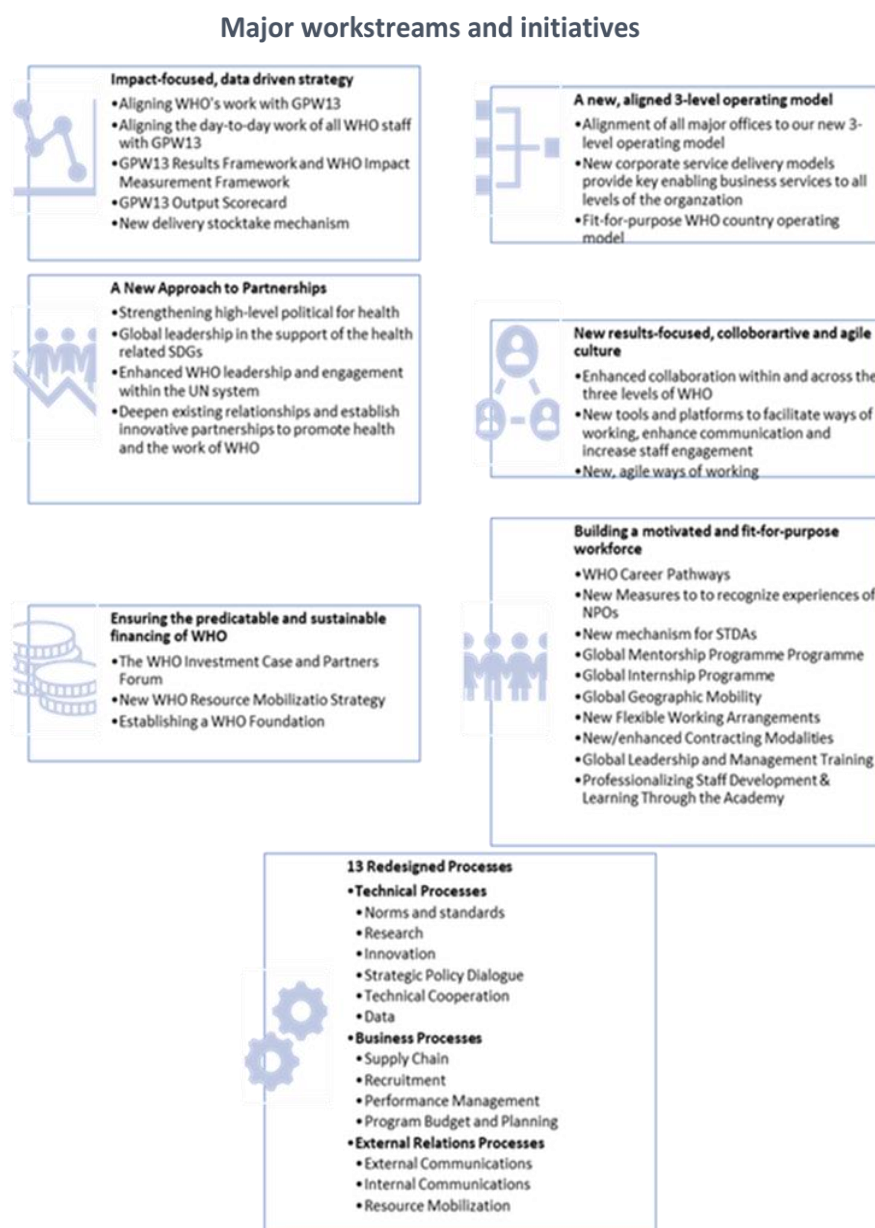 Major workstreams and initiatives
Impact-focused, data driven strategy
•Aligning WHO's work with GPW13
•Aligning the day-to-day work of all WHO staff
with GPW13
•GPW13 Results Framework and WHO Impact
Measurement Framework
•GPW13 Output Scorecard
•New delivery stocktake mechanism
A New Approach to Partnerships
•Strengthening high-level political for health
•Global leadership in the support of the health
related SDGs
•Enhanced WHO leadership and engagement
within the UN system
•Deepen existing relationships and establish
innovative partnerships to promote health
and the work of WHO
Ensuring the predicatable and sustainable
financing of WHO
•The WHO Investment Case and Partners
Forum
•New WHO Resource Mobilizatio Strategy
•Establishing a WHO Foundation
A new, aligned 3-level operating model
•Alignment of all major offices to our new 3-
level operating model
•New corporate service delivery models
provide key enabling business services to all
levels of the organzation
•Fit-for-purpose WHO country operating
model
New results-focused, colloborartive and agile
culture
•Enhanced collaboration within and across the
three levels of WHO
•New tools and platforms to facilitate ways of
working, enhance communication and
increase staff engagement
•New, agile ways of working
Building a motivated and fit-for-purpose
workforce
•WHO Career Pathways
•New Measures to to recognize experiences of
NPOs
•New mechanism for STDAs
•Global Mentorship Programme Programme
•Global Internship Programme
•Global Geographic Mobility
•New Flexible Working Arrangements
•New/enhanced Contracting Modalities
•Global Leadership and Management Training
•Professionalizing Staff Development &
Learning Through the Academy
13 Redesigned Processes
•Technical Processes
•Norms and standards
•Research
•Innovation
•Strategic Policy Dialogue
•Technical Cooperation
•Data
•Business Processes
•Supply Chain
•Recruitment
•Performance Management
•Program Budget and Planning
•External Relations Processes
•External Communications
•Internal Communications
•Resource Mobilization